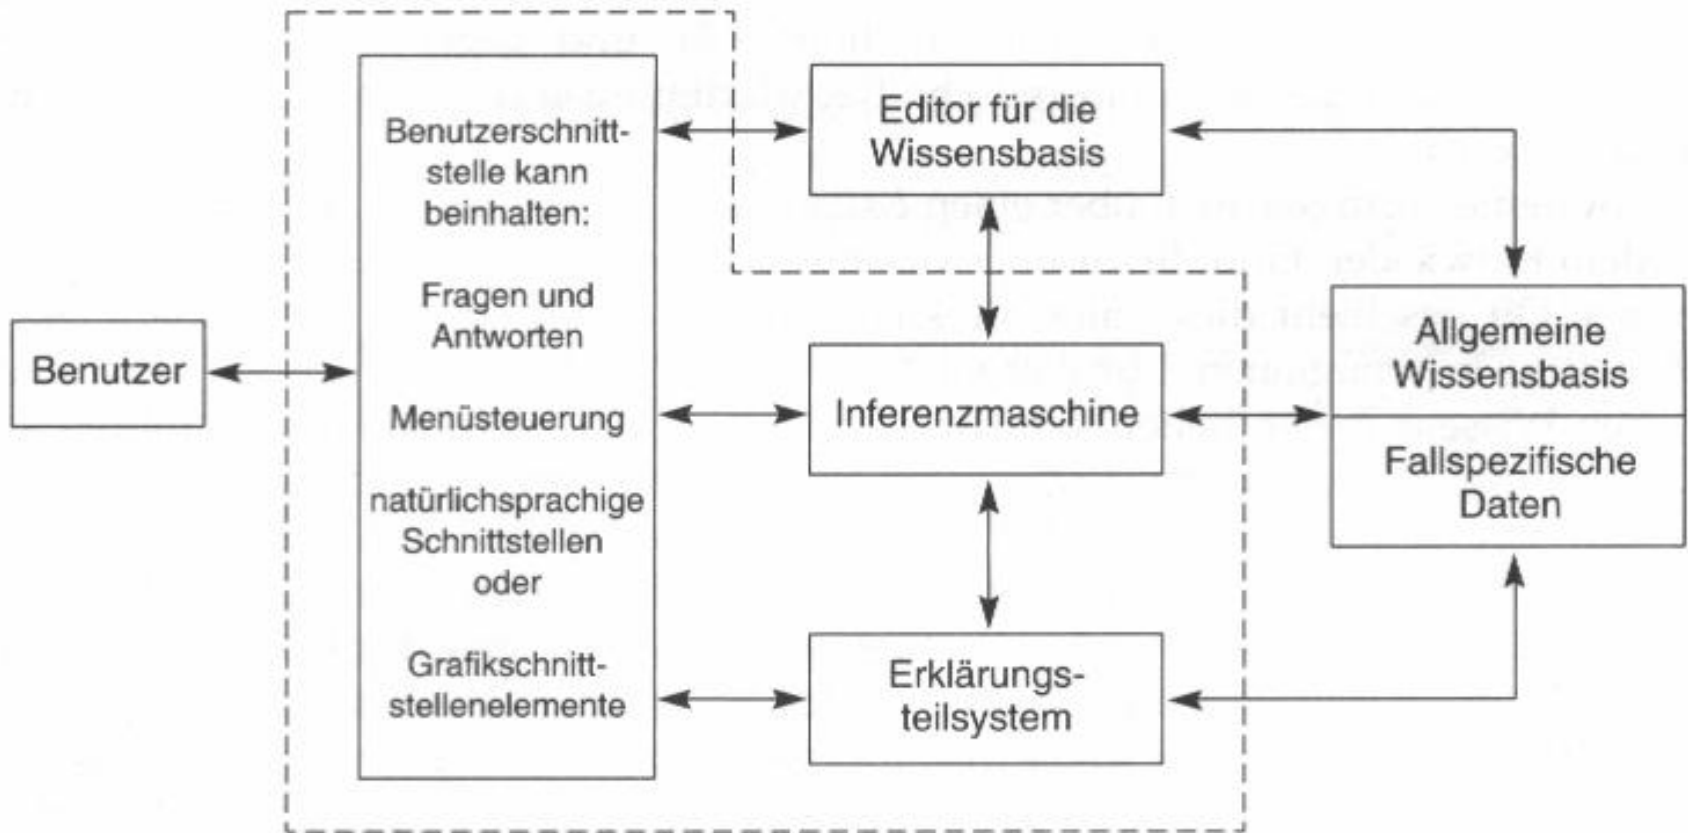 Benutzer
Benutzerschnitt-
stelle kann
beinhalten:
Fragen und
Antworten
Menüsteuerung
natürlichsprachige
Schnittstellen
oder
Grafikschnitt-
stellenelemente
Editor für die
Wissensbasis
Inferenzmaschine
Erklärungs-
teilsystem
Allgemeine
Wissensbasis
Fallspezifische
Daten